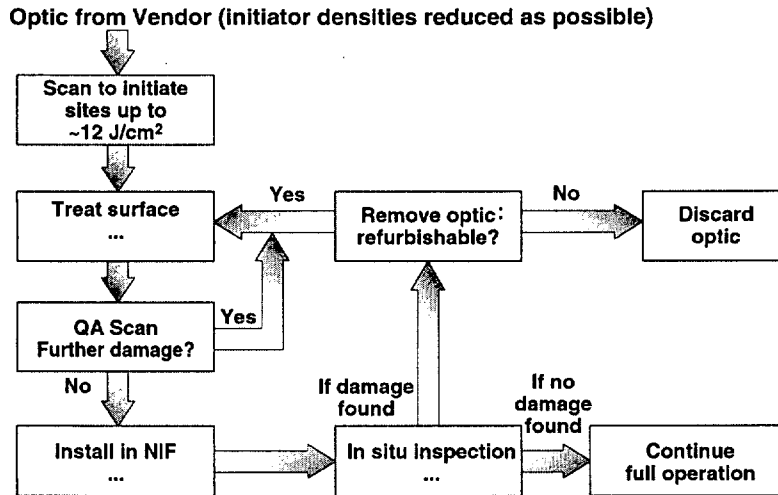 Optic from Vendor (initiator densities reduced as possible)
Scan to initiate
sites up to
~12 J/cm²
Treat surface
...
Yes
Remove optic:
refurbishable?
No
Discard
optic
QA Scan
Further damage?
Yes
No
If damage
found
If no
damage
found
Install in NIF
...
In situ inspection
...
Continue
full operation